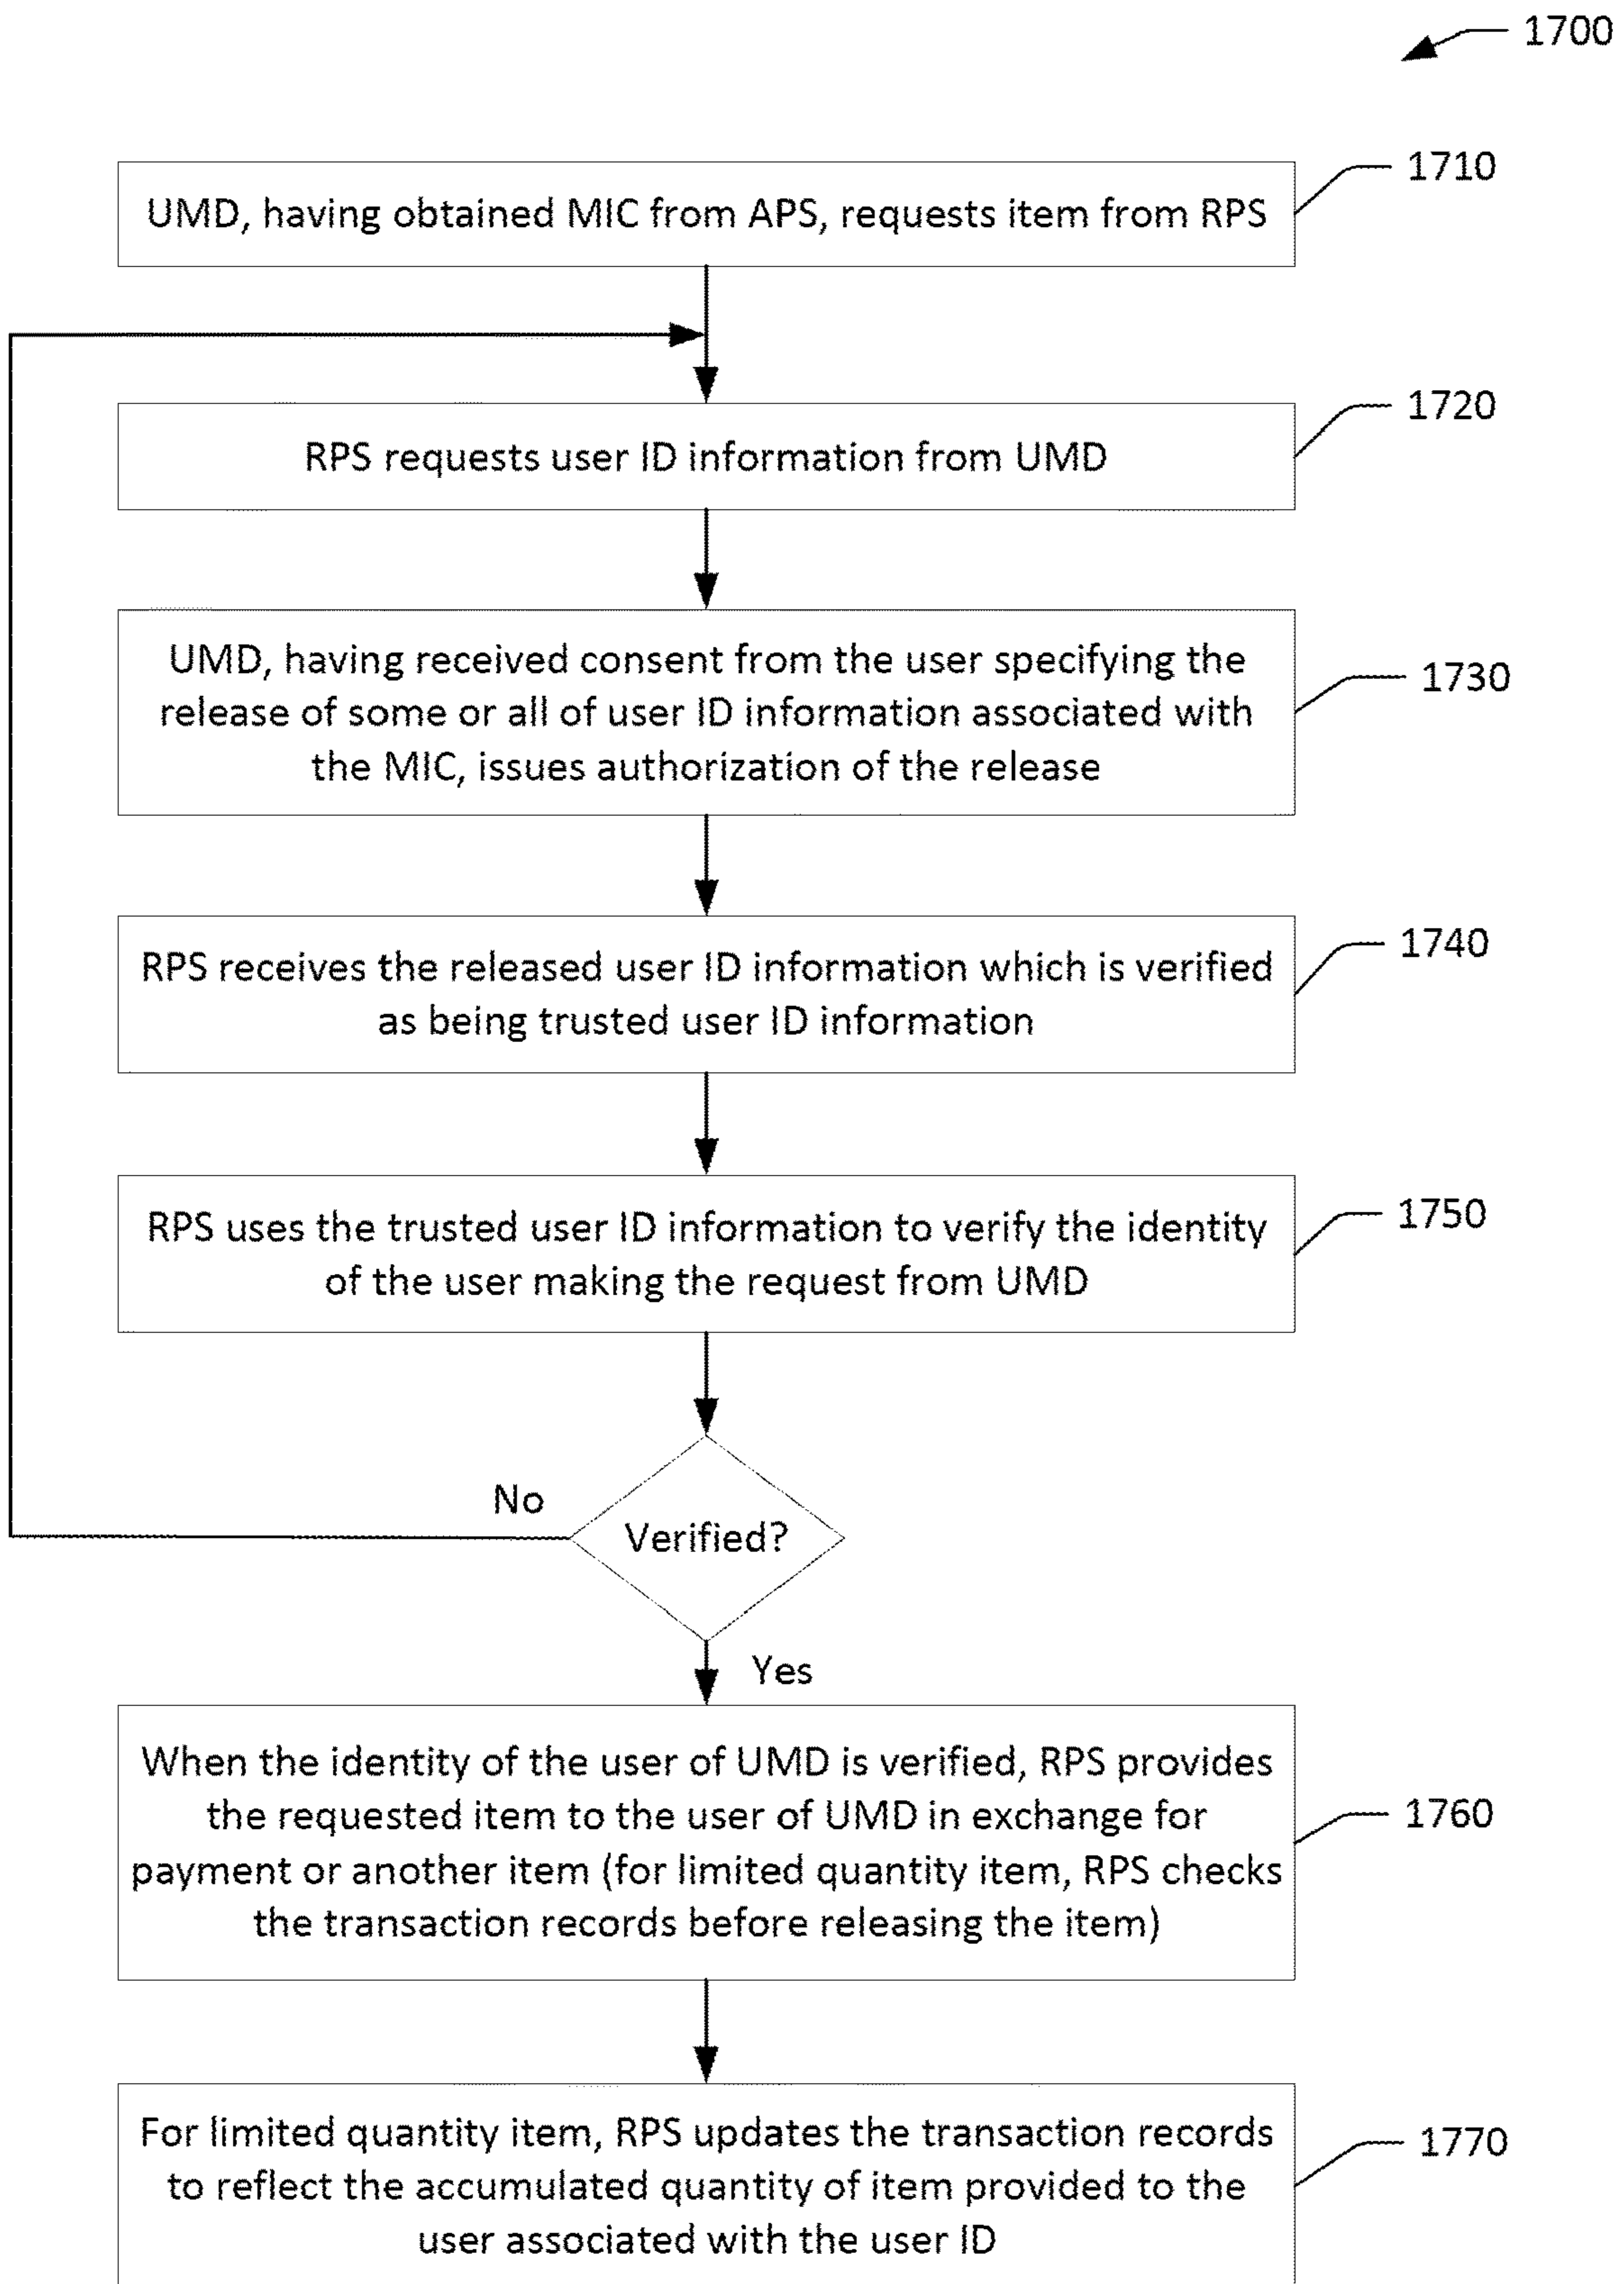 1700
UMD, having obtained MIC from APS, requests item from RPS
1710
RPS requests user ID information from UMD
1720
UMD, having received consent from the user specifying the
release of some or all of user ID information associated with
the MIC, issues authorization of the release
1730
RPS receives the released user ID information which is verified
as being trusted user ID information
1740
RPS uses the trusted user ID information to verify the identity
of the user making the request from UMD
1750
No
Verified?
Yes
When the identity of the user of UMD is verified, RPS provides
the requested item to the user of UMD in exchange for
payment or another item (for limited quantity item, RPS checks
the transaction records before releasing the item)
1760
For limited quantity item, RPS updates the transaction records
to reflect the accumulated quantity of item provided to the
user associated with the user ID
1770